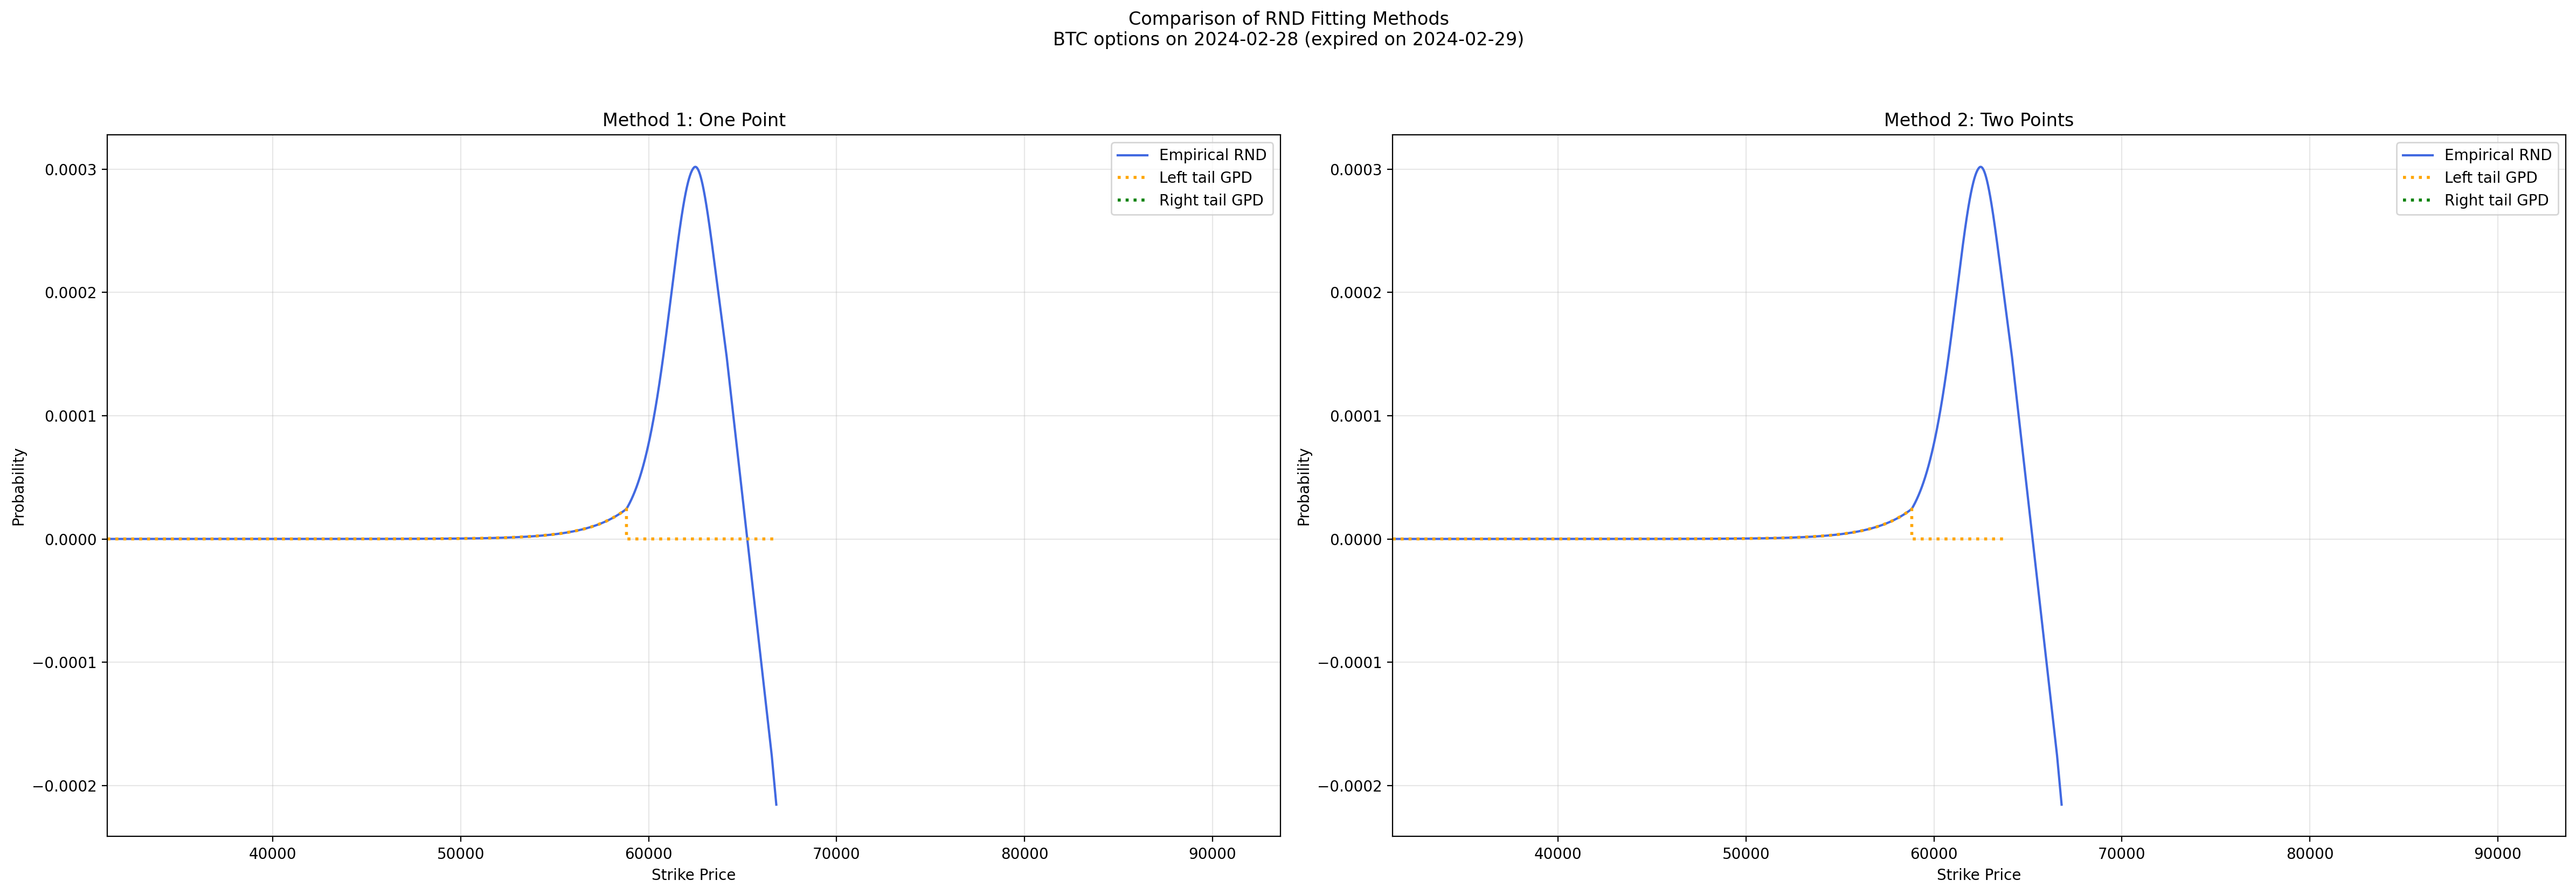 Comparison of RND Fitting Methods
BTC options on 2024-02-28 (expired on 2024-02-29)
Method 1: One Point
Empirical RND
Left tail GPD
Right tail GPD
0.0003
0.0002
0.0001
0.0000
−0.0001
−0.0002
Probability
40000
50000
60000
70000
80000
90000
Strike Price
Method 2: Two Points
Empirical RND
Left tail GPD
Right tail GPD
0.0003
0.0002
0.0001
0.0000
−0.0001
−0.0002
Probability
40000
50000
60000
70000
80000
90000
Strike Price